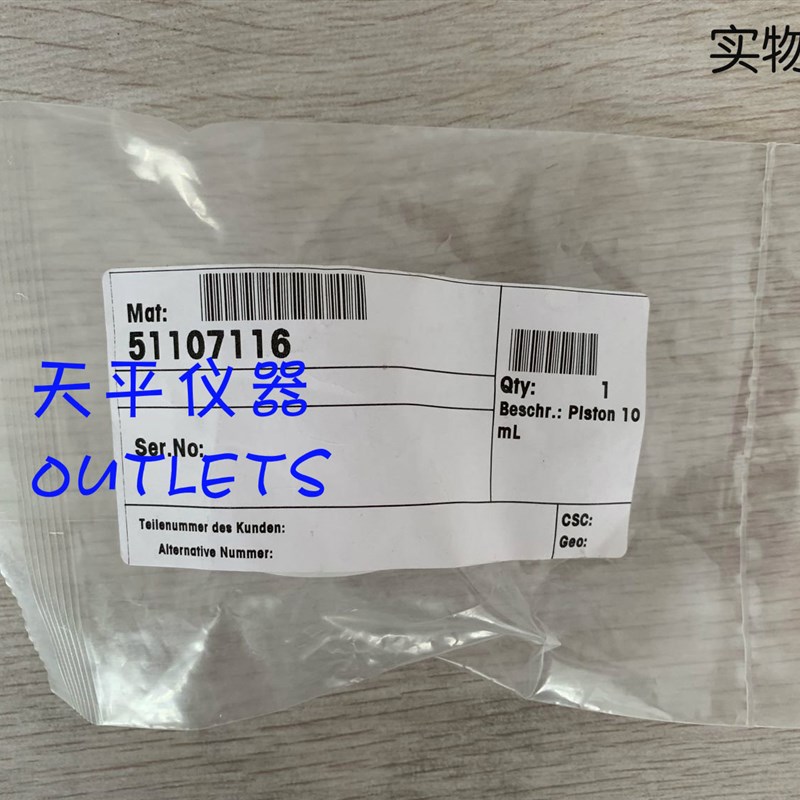 实物
Mat:
51107116
Qty: 1
Beschr.: Piston 10
mL
天平仪器
Ser.No:
OUTLETS
Teilenummer des Kunden:
Alternative Nummer:
CSC:
Geo: